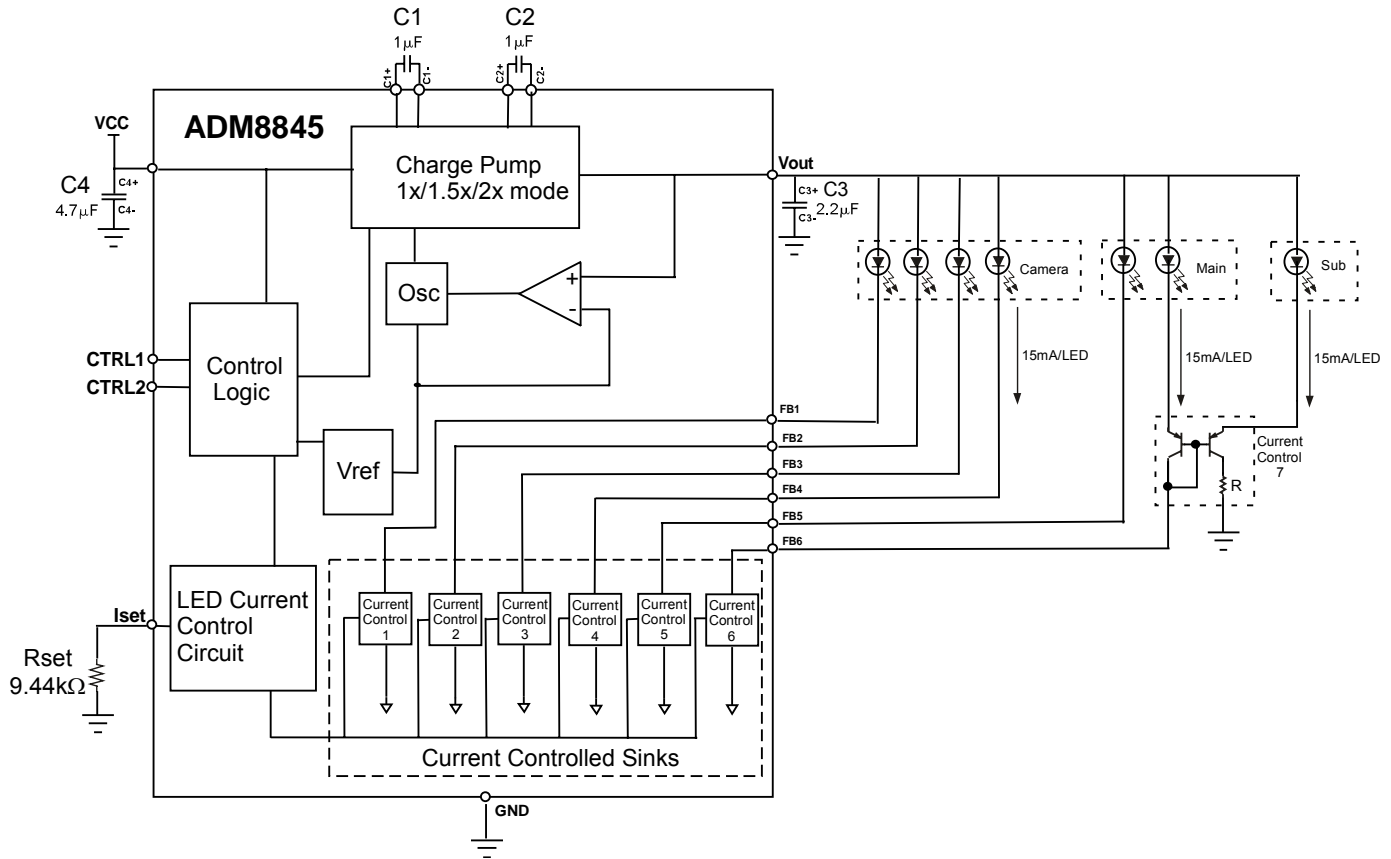 C1
1μF
C2
1μF
C1+
C1-
C2+
C2-
VCC
ADM8845
Charge Pump
1x/1.5x/2x mode
Vout
C4
4.7μF
C4+
C4-
C3+
C3-
C3
2.2μF
Camera
Main
Sub
Osc
+
-
CTRL1
CTRL2
Control
Logic
15mA/LED
15mA/LED
15mA/LED
Vref
FB1
FB2
FB3
FB4
FB5
FB6
Current
Control
7
R
LED Current
Control
Circuit
Iset
Rset
9.44kΩ
Current
Control
1
Current
Control
2
Current
Control
3
Current
Control
4
Current
Control
5
Current
Control
6
Current Controlled Sinks
GND